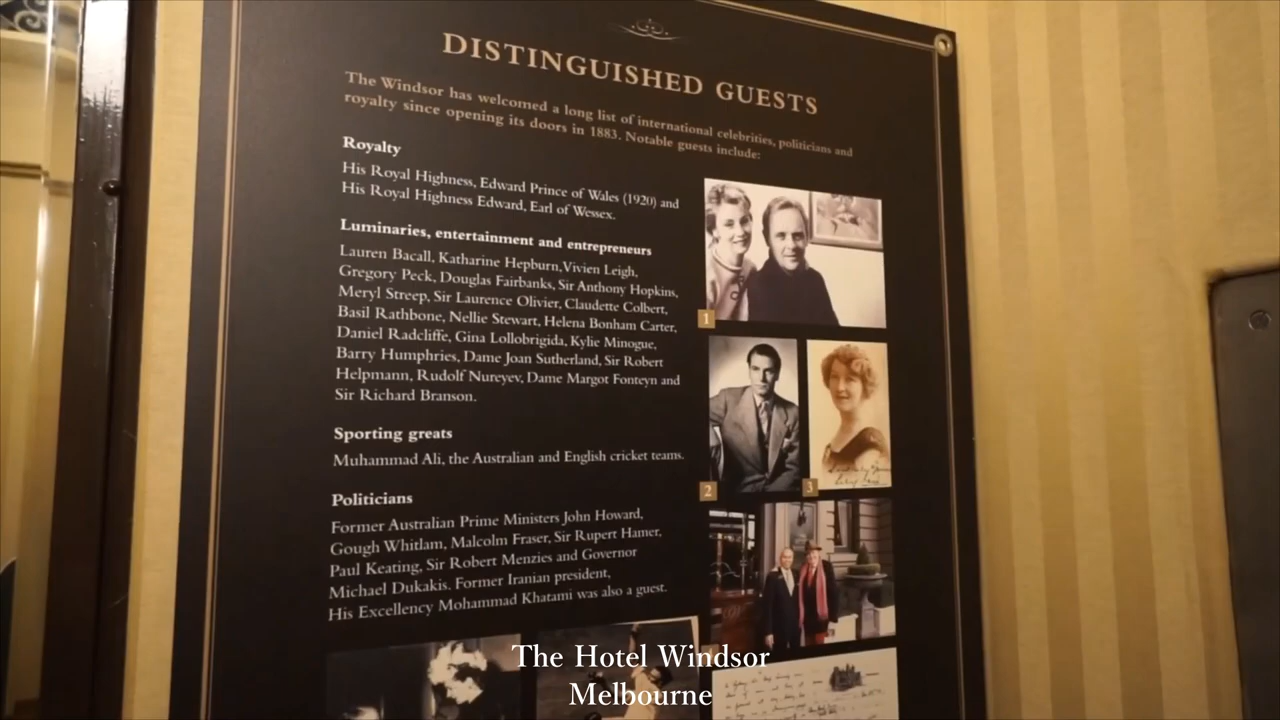 DISTINGUISHED GUESTS
The Windsor has welcomed a long list of international celebrities, politicians and
royalty since opening its doors in 1883. Notable guests include:
Royalty
His Royal Highness, Edward Prince of Wales (1920) and
His Royal Highness Edward, Earl of Wessex.
Luminaries, entertainment and entrepreneurs
Lauren Bacall, Katharine Hepburn,Vivien Leigh,
Gregory Peck, Douglas Fairbanks, Sir Anthony Hopkins,
Meryl Streep, Sir Laurence Olivier, Claudette Colbert,
Basil Rathbone, Nellie Stewart, Helena Bonham Carter,
Daniel Radcliffe, Gina Lollobrigida, Kylie Minogue,
Barry Humphries, Dame Joan Sutherland, Sir Robert
Helpmann, Rudolf Nureyev, Dame Margot Fonteyn and
Sir Richard Branson.
Sporting greats
Muhammad Ali, the Australian and English cricket teams.
Politicians
Former Australian Prime Ministers John Howard,
Gough Whitlam, Malcolm Fraser, Sir Rupert Hamer,
Paul Keating, Sir Robert Menzies and Governor
Michael Dukakis. Former Iranian president,
His Excellency Mohammad Khatami was also a guest.
1
2
3
The Hotel Windsor
Melbourne